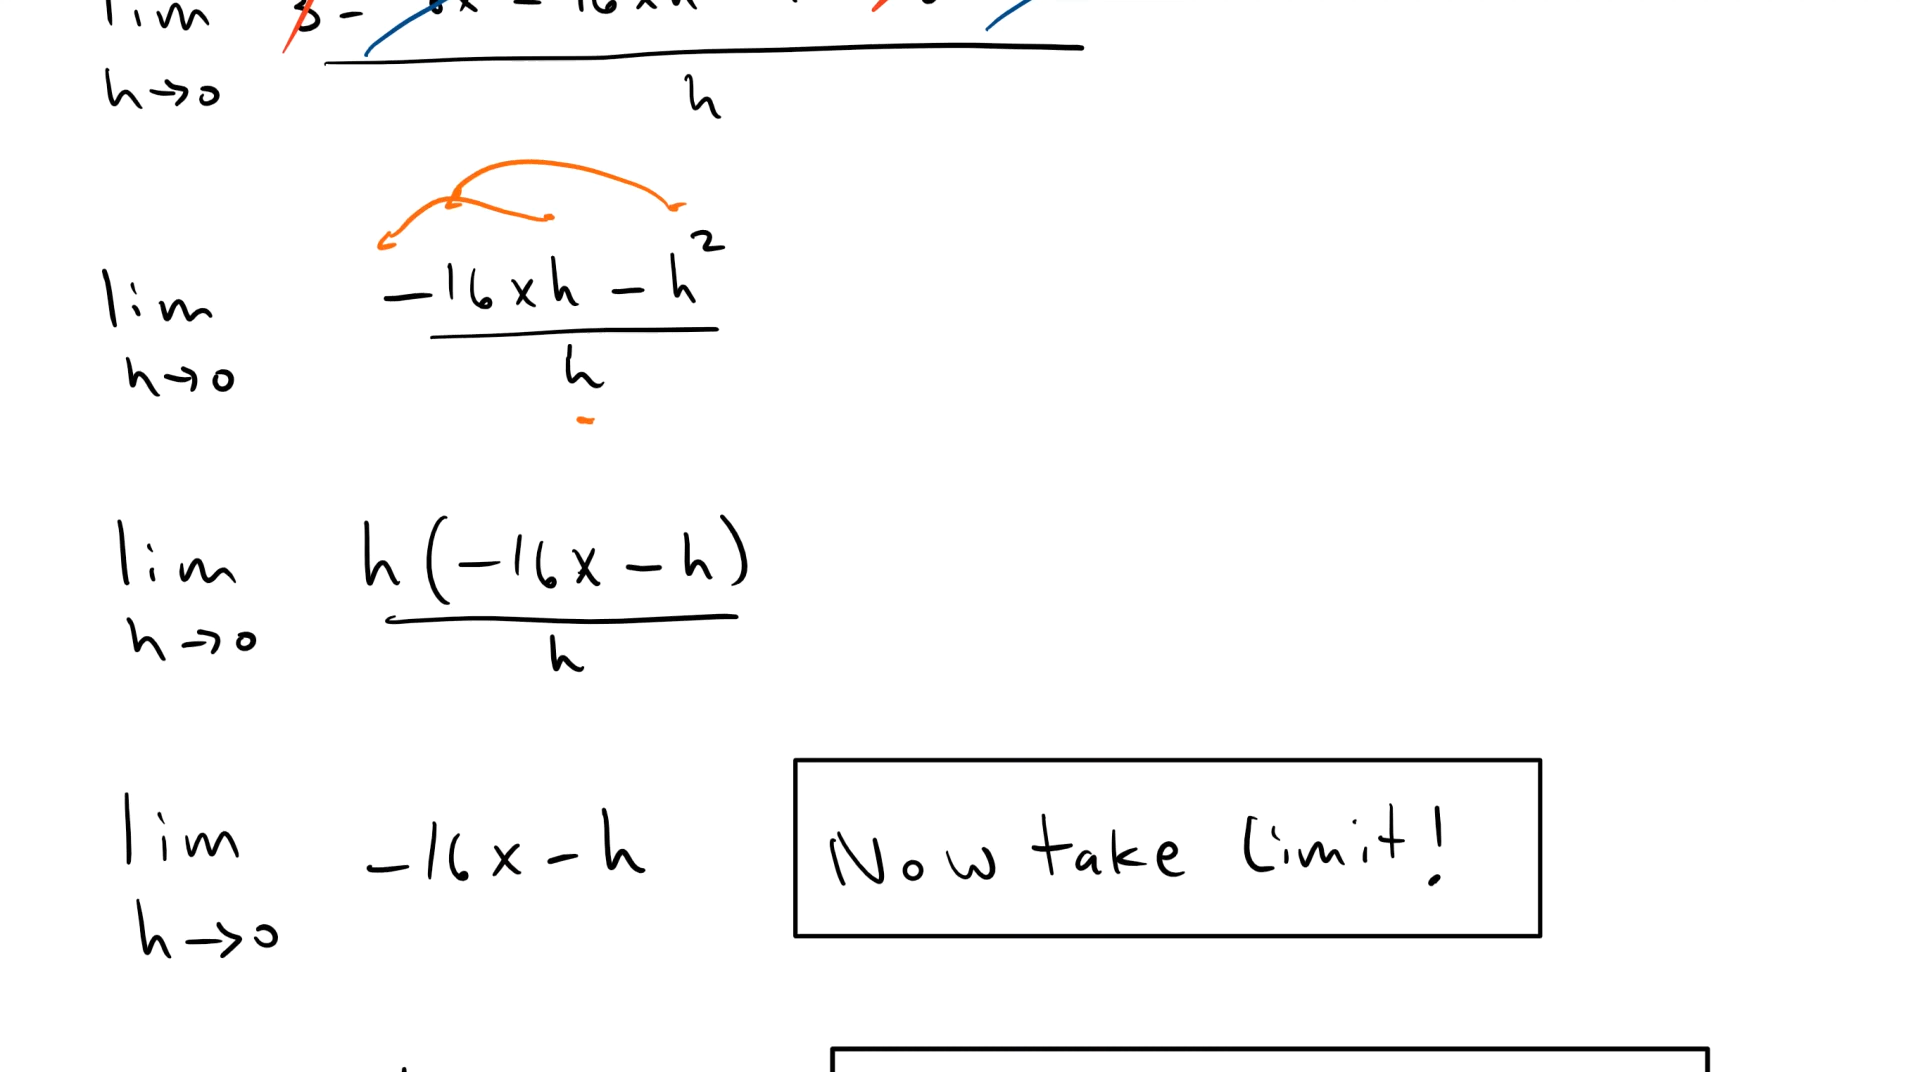 lim
h→0 h
lim -16xh - h²
h→0 h
lim h(-16x - h)
h→0 h
lim -16x - h
h→0
Now take limit!